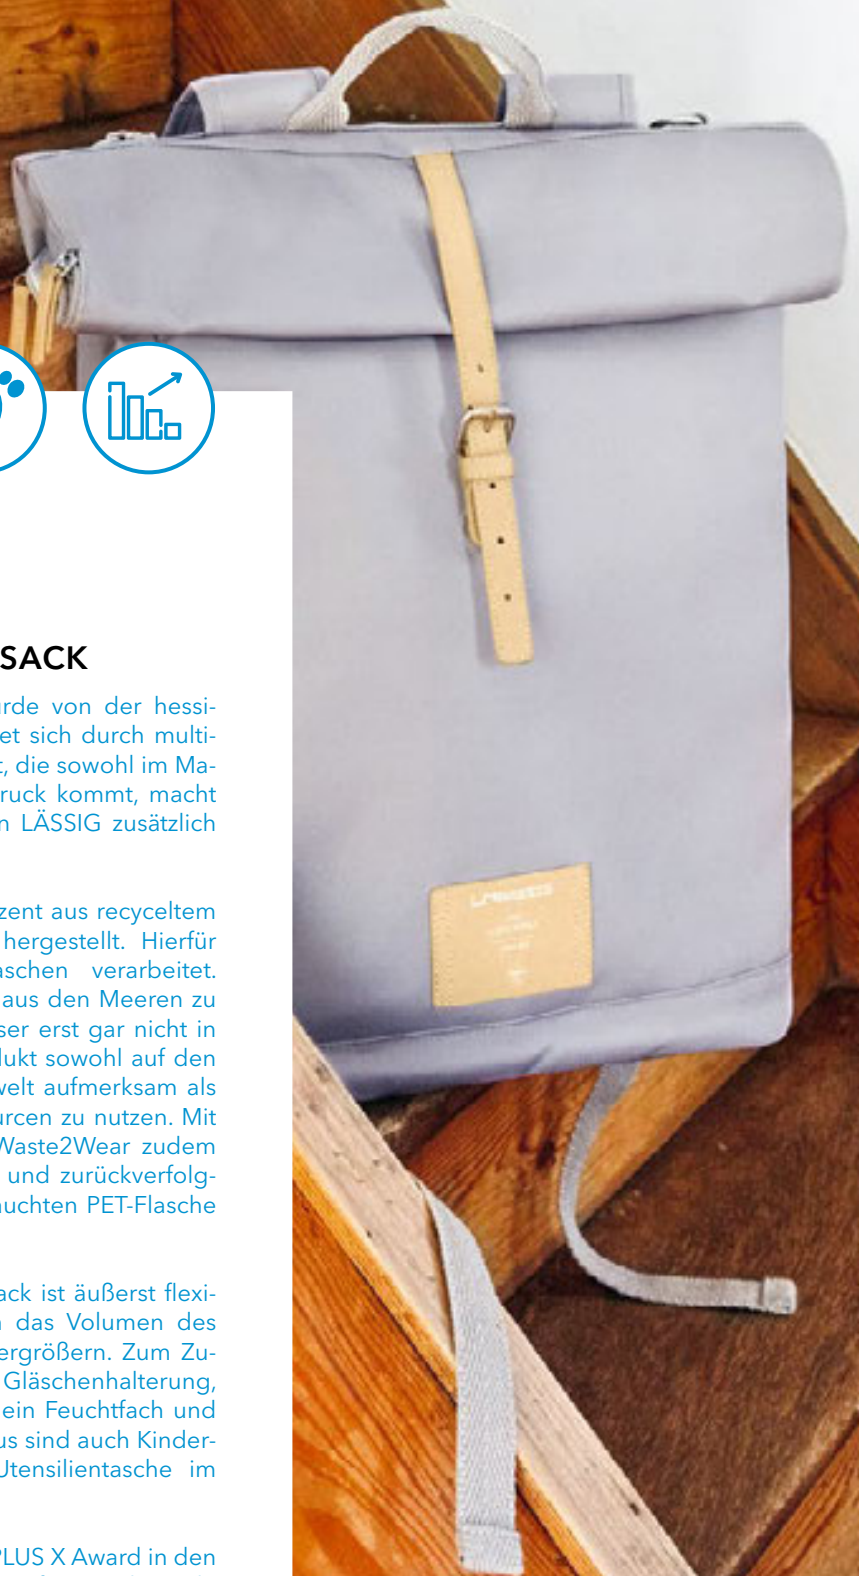 SACK
rde von der hessi-
et sich durch multi-
t, die sowohl im Ma-
ruck kommt, macht
n LÄSSIG zusätzlich
zent aus recyceltem
hergestellt. Hierfür
aschen verarbeitet.
aus den Meeren zu
ser erst gar nicht in
dukt sowohl auf den
welt aufmerksam als
urcen zu nutzen. Mit
Waste2Wear zudem
und zurückverfolg-
auchten PET-Flasche
ack ist äußerst flexi-
das Volumen des
ergrößern. Zum Zu-
Gläschenhalterung,
ein Feuchtfach und
us sind auch Kinder-
Utensilientasche im
PLUS X Award in den